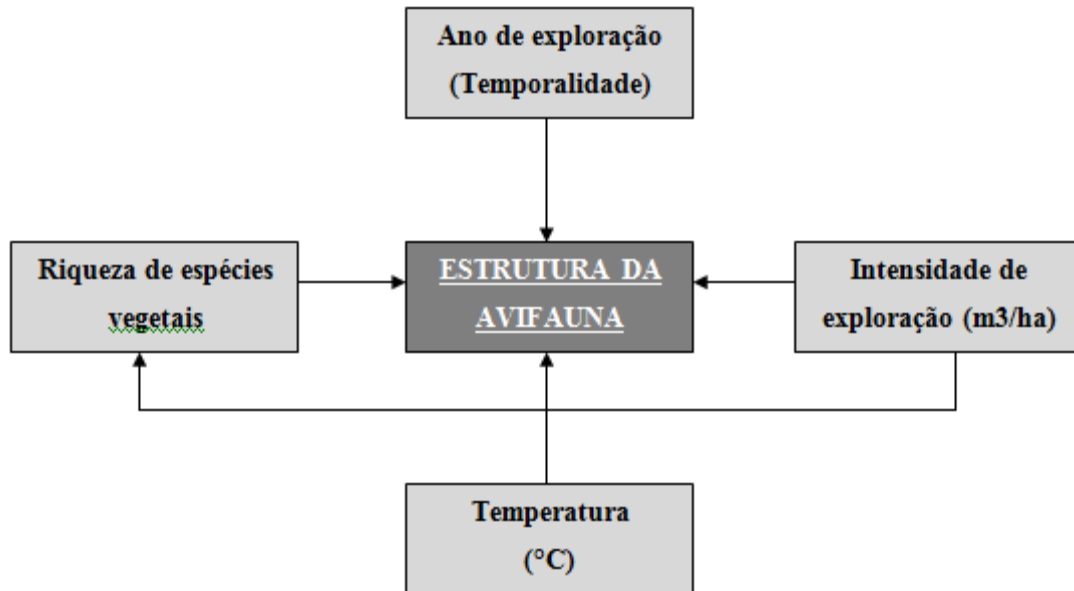 Ano de exploração
(Temporalidade)
Riqueza de espécies
vegetais
ESTRUTURA DA
AVIFAUNA
Intensidade de
exploração (m3/ha)
Temperatura
(°C)